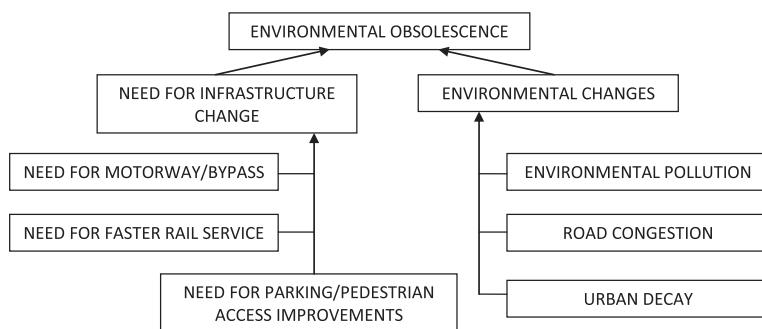 ENVIRONMENTAL OBSOLESCENCE
NEED FOR INFRASTRUCTURE
CHANGE
ENVIRONMENTAL CHANGES
NEED FOR MOTORWAY/BYPASS
ENVIRONMENTAL POLLUTION
NEED FOR FASTER RAIL SERVICE
ROAD CONGESTION
NEED FOR PARKING/PEDESTRIAN
ACCESS IMPROVEMENTS
URBAN DECAY